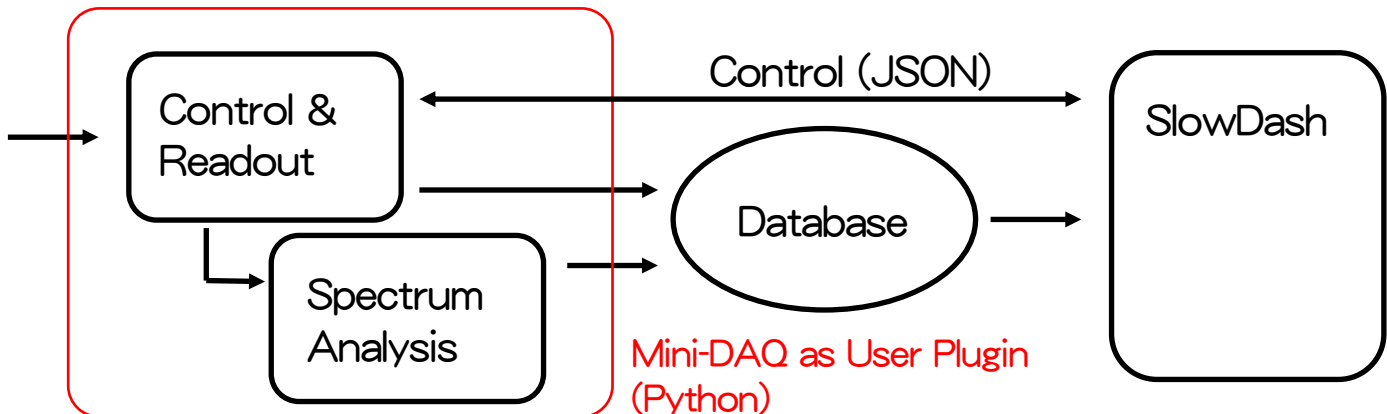 Control (JSON)
Control &
Readout
SlowDash
Database
Spectrum
Analysis
Mini-DAQ as User Plugin
(Python)